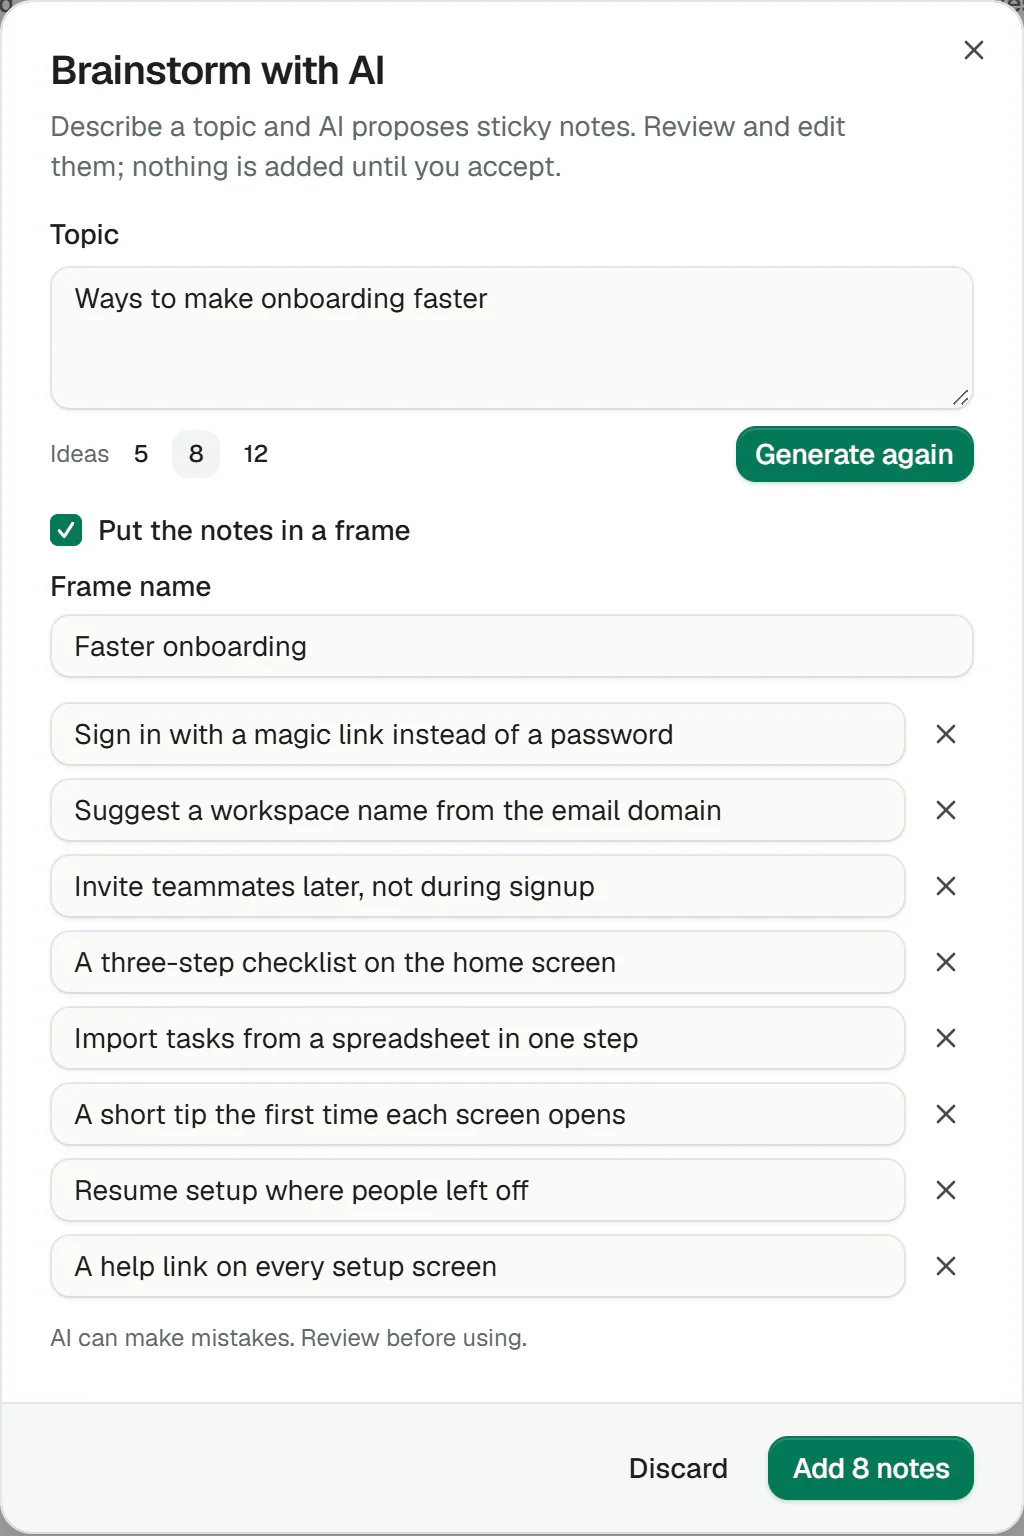 Brainstorm with AI
Describe a topic and AI proposes sticky notes. Review and edit
them; nothing is added until you accept.
Topic
Ways to make onboarding faster
Ideas 5 8 12 Generate again
Put the notes in a frame
Frame name
Faster onboarding
Sign in with a magic link instead of a password
Suggest a workspace name from the email domain
Invite teammates later, not during signup
A three-step checklist on the home screen
Import tasks from a spreadsheet in one step
A short tip the first time each screen opens
Resume setup where people left off
A help link on every setup screen
AI can make mistakes. Review before using.
Discard Add 8 notes